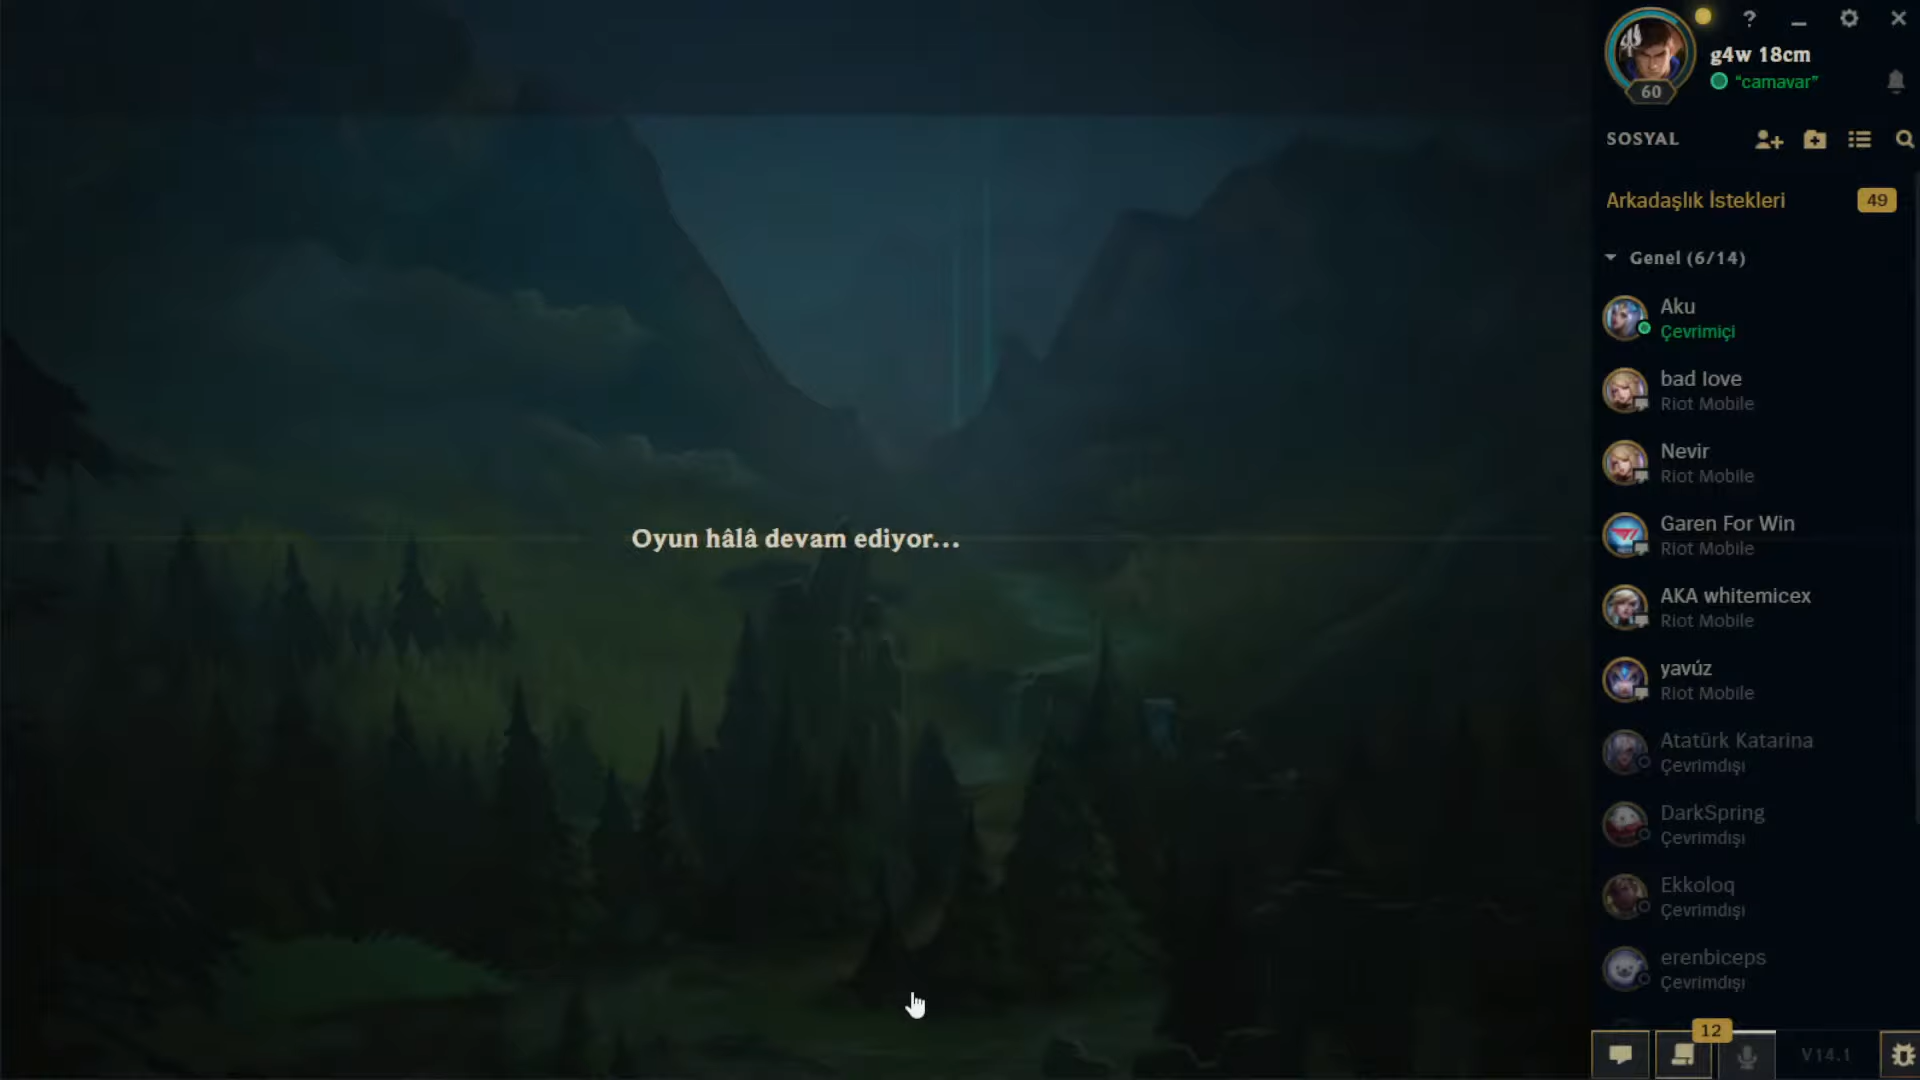 ?
g4w 18cm
60
"camavar"
SOSYAL
Arkadaşlık İstekleri
49
Genel (6/14)
Aku
Çevrimiçi
bad love
Riot Mobile
Nevir
Riot Mobile
Garen For Win
Riot Mobile
Oyun hâlâ devam ediyor...
AKA whitemicex
Riot Mobile
yavúz
Riot Mobile
Atatürk Katarina
Çevrimdışı
DarkSpring
Çevrimdışı
Ekkoloq
Çevrimdışı
erenbiceps
Çevrimdışı
12
V14.1